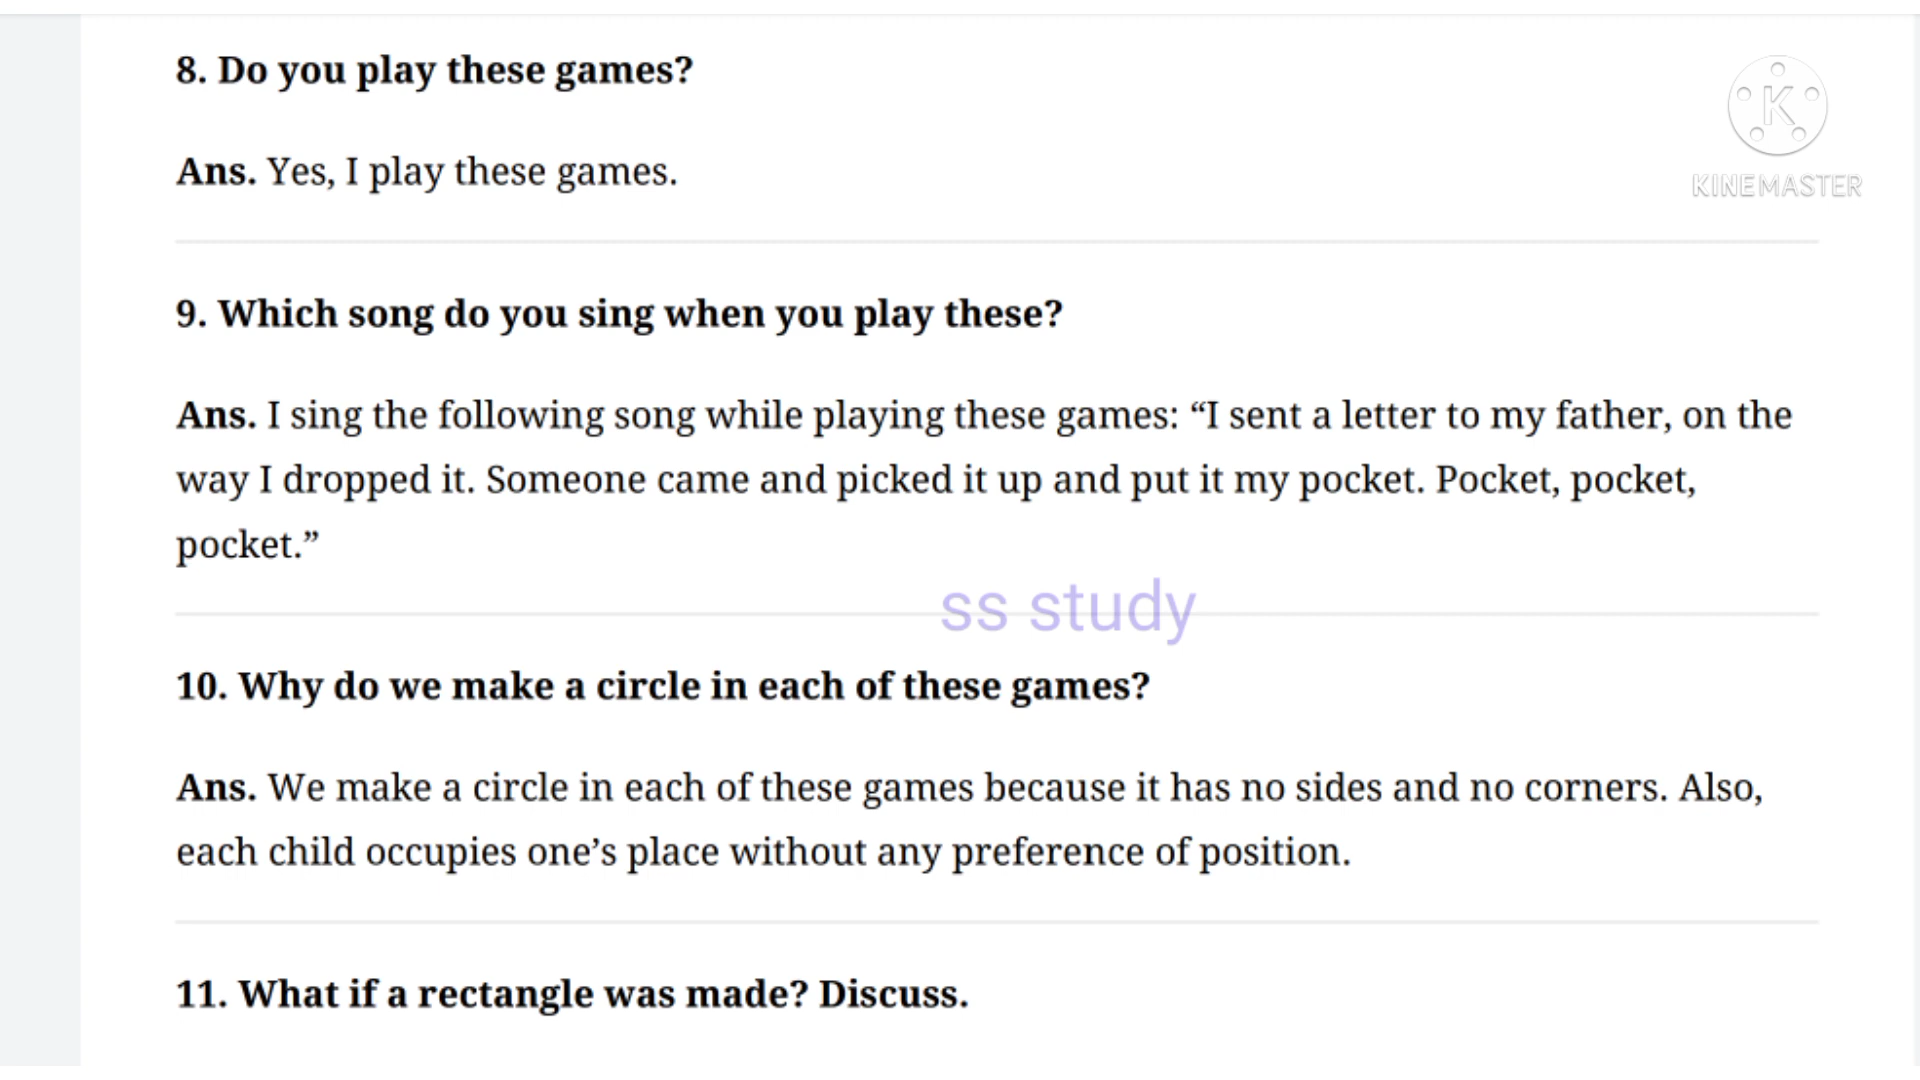 8. Do you play these games?
K
KINEMASTER
Ans. Yes, I play these games.
9. Which song do you sing when you play these?
Ans. I sing the following song while playing these games: “I sent a letter to my father, on the
way I dropped it. Someone came and picked it up and put it my pocket. Pocket, pocket,
pocket.”
ss study
10. Why do we make a circle in each of these games?
Ans. We make a circle in each of these games because it has no sides and no corners. Also,
each child occupies one’s place without any preference of position.
11. What if a rectangle was made? Discuss.